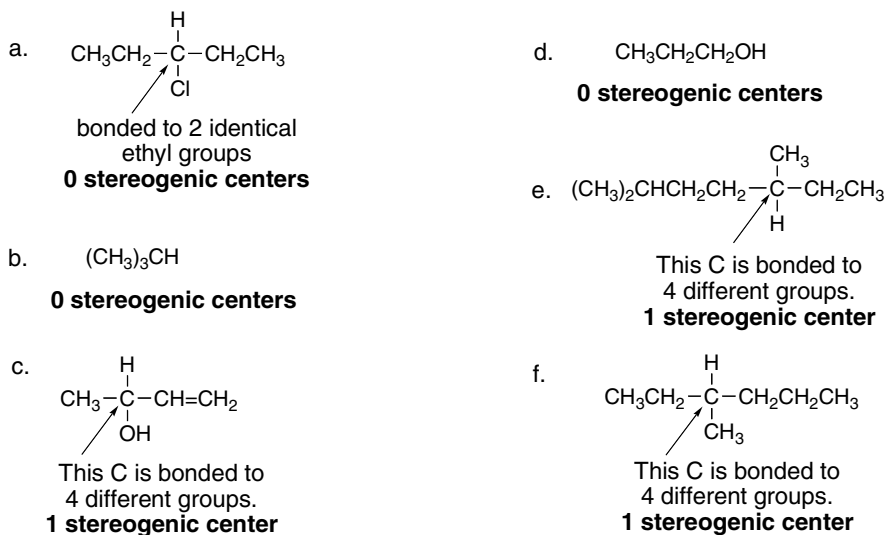 a.
H
CH₃CH₂–C–CH₂CH₃
Cl
bonded to 2 identical
ethyl groups
0 stereogenic centers
b.
(CH₃)₃CH
0 stereogenic centers
c.
H
CH₃–C–CH=CH₂
OH
This C is bonded to
4 different groups.
1 stereogenic center
d.
CH₃CH₂CH₂OH
0 stereogenic centers
CH₃
e. (CH₃)₂CHCH₂CH₂–C–CH₂CH₃
H
This C is bonded to
4 different groups.
1 stereogenic center
f.
H
CH₃CH₂–C–CH₂CH₂CH₃
CH₃
This C is bonded to
4 different groups.
1 stereogenic center